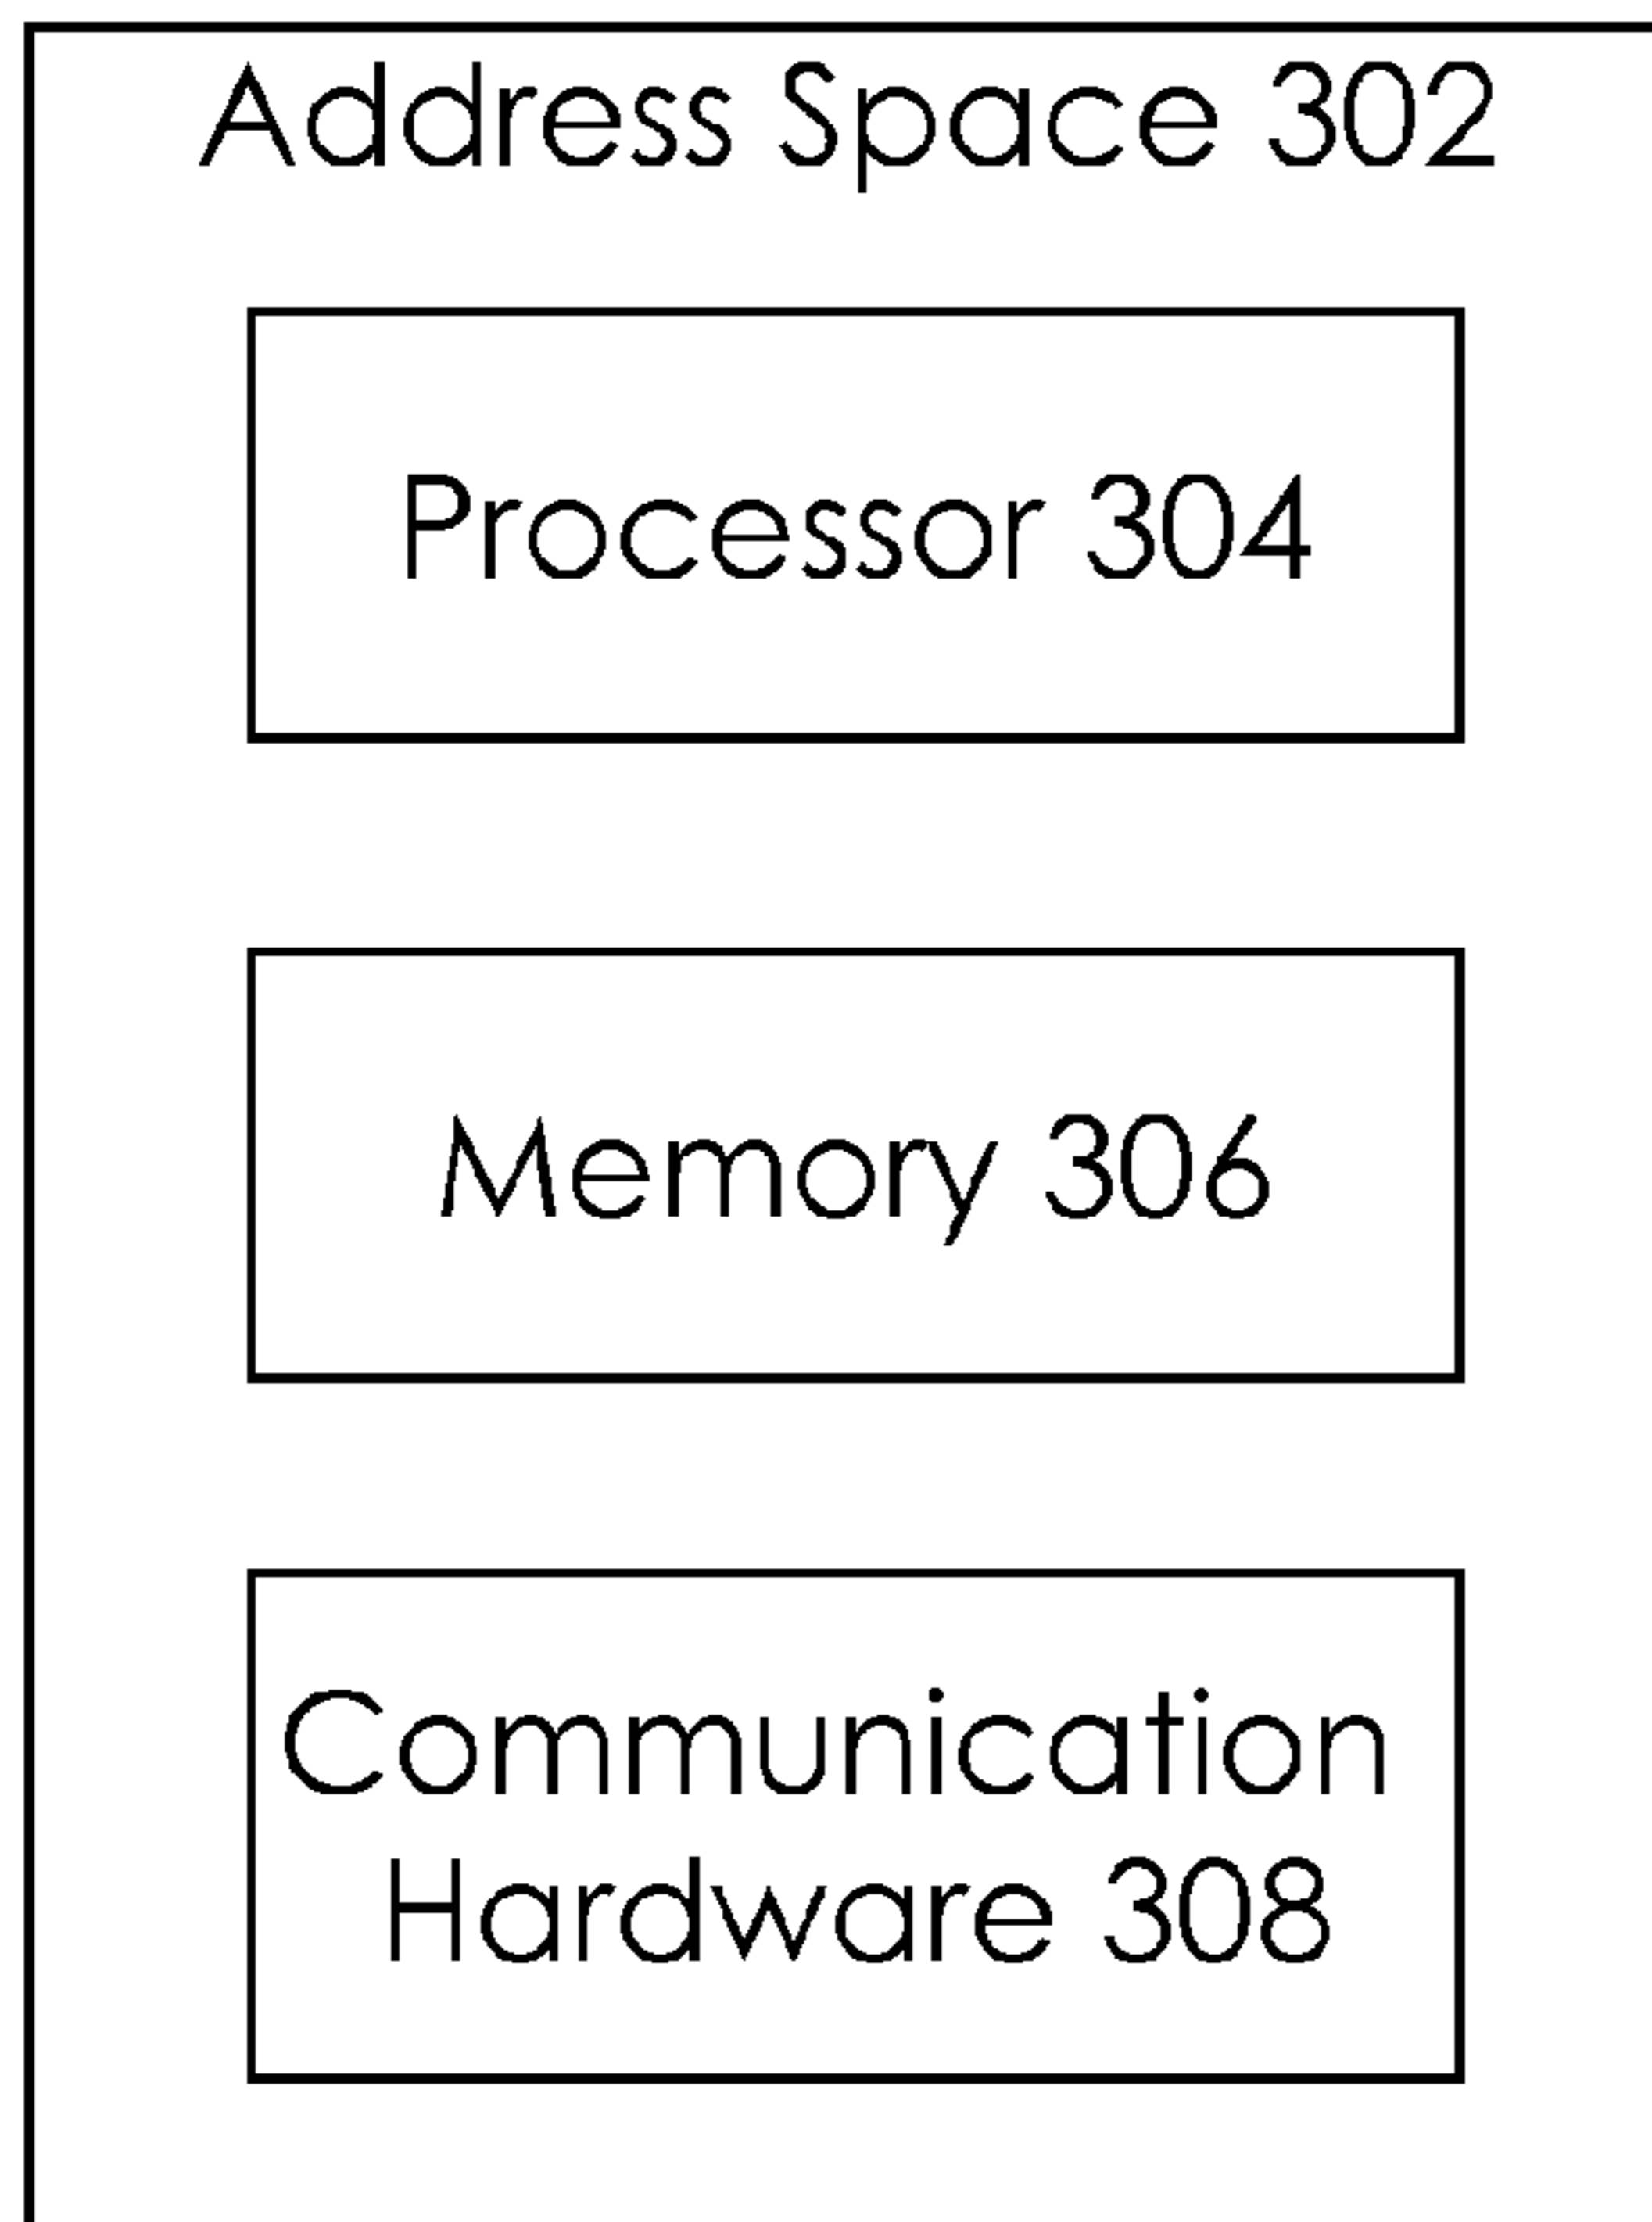 Address Space 302
Processor 304
Memory 306
Communication
Hardware 308